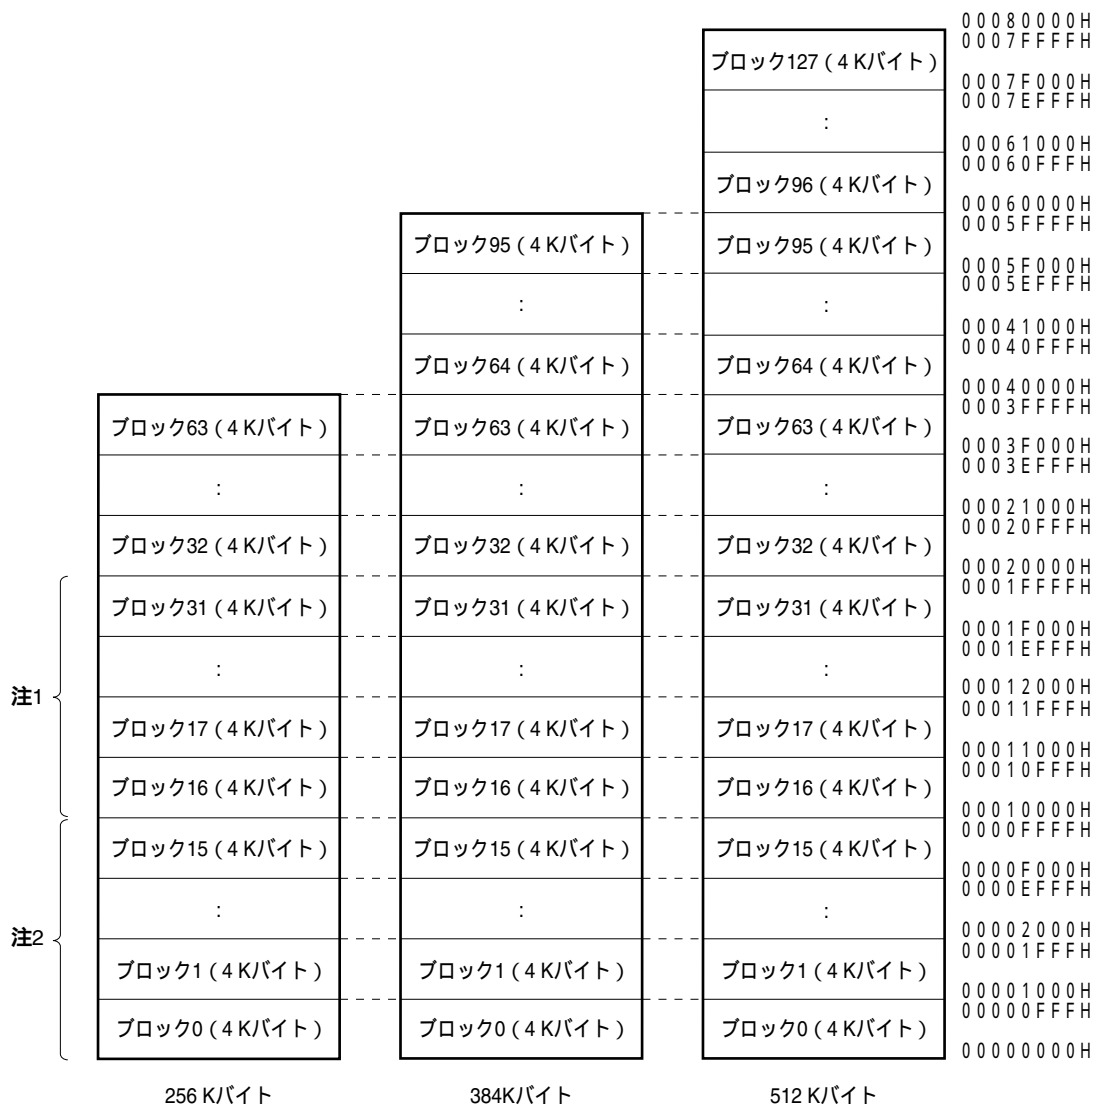 00080000H
0007FFFFH
ブロック127(4 Kバイト)
0007F000H
0007EFFFH
:
00061000H
00060FFFH
ブロック96(4 Kバイト)
00060000H
0005FFFFH
ブロック95(4 Kバイト) ブロック95(4 Kバイト)
0005F000H
0005EFFFH
: :
00041000H
00040FFFH
ブロック64(4 Kバイト) ブロック64(4 Kバイト)
00040000H
0003FFFFH
ブロック63(4 Kバイト) ブロック63(4 Kバイト) ブロック63(4 Kバイト)
0003F000H
0003EFFFH
: : :
00021000H
00020FFFH
ブロック32(4 Kバイト) ブロック32(4 Kバイト) ブロック32(4 Kバイト)
00020000H
0001FFFFH
ブロック31(4 Kバイト) ブロック31(4 Kバイト) ブロック31(4 Kバイト)
0001F000H
0001EFFFH
: : :
00012000H
注1
00011FFFH
ブロック17(4 Kバイト) ブロック17(4 Kバイト) ブロック17(4 Kバイト)
00011000H
00010FFFH
ブロック16(4 Kバイト) ブロック16(4 Kバイト) ブロック16(4 Kバイト)
00010000H
0000FFFFH
ブロック15(4 Kバイト) ブロック15(4 Kバイト) ブロック15(4 Kバイト)
0000F000H
0000EFFFH
: : :
00002000H
注2
00001FFFH
ブロック1(4 Kバイト) ブロック1(4 Kバイト) ブロック1(4 Kバイト)
00001000H
00000FFFH
ブロック0(4 Kバイト) ブロック0(4 Kバイト) ブロック0(4 Kバイト)
00000000H
256 Kバイト 384Kバイト 512 Kバイト